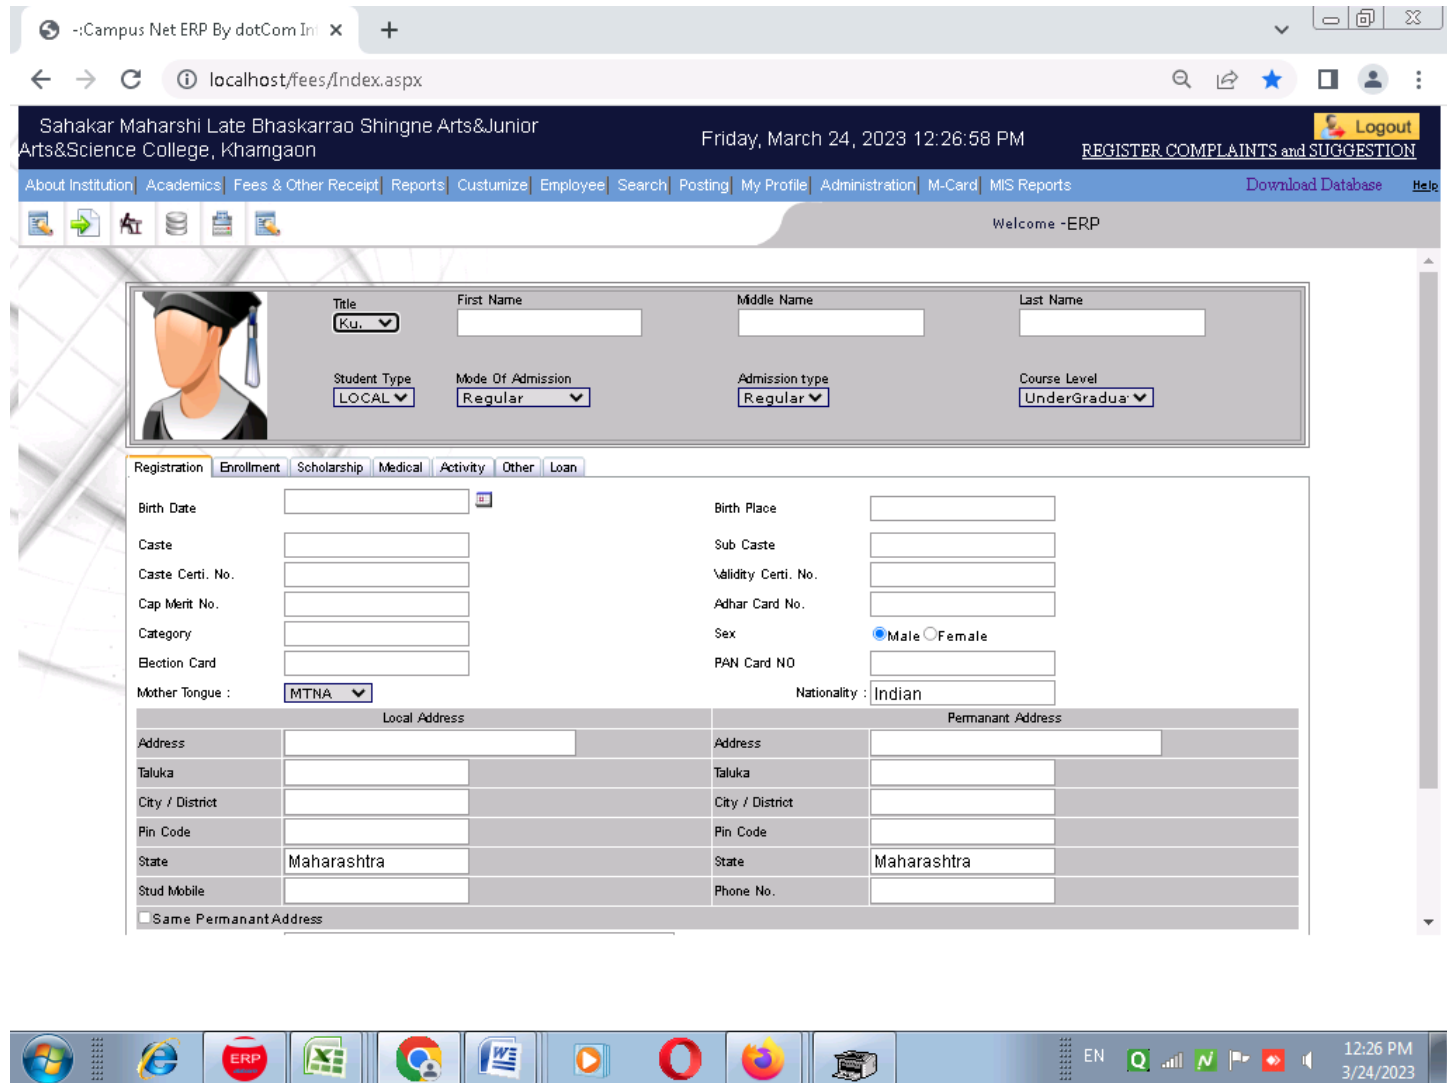 -:Campus Net ERP By dotCom In
localhost/fees/Index.aspx
Sahakar Maharshi Late Bhaskarrao Shingne Arts&Junior
Arts&Science College, Khamgaon
Friday, March 24, 2023 12:26:58 PM
Logout
REGISTER COMPLAINTS and SUGGESTION
About Institution| Academics| Fees & Other Receipt| Reports| Custumize| Employee| Search| Posting| My Profile| Administration| M-Card| MIS Reports
Download Database Help
Welcome -ERP
Title First Name Middle Name Last Name
Ku.
Student Type Mode Of Admission Admission type Course Level
LOCAL Regular Regular UnderGradua
Registration Enrollment Scholarship Medical Activity Other Loan
Birth Date Birth Place
Caste Sub Caste
Caste Certi. No. Validity Certi. No.
Cap Merit No. Adhar Card No.
Category Sex Male Female
Election Card PAN Card NO
Mother Tongue : MTNA Nationality : Indian
Local Address Permanant Address
Address Address
Taluka Taluka
City / District City / District
Pin Code Pin Code
State Maharashtra State Maharashtra
Stud Mobile Phone No.
Same Permanant Address
ERP
EN
12:26 PM
3/24/2023